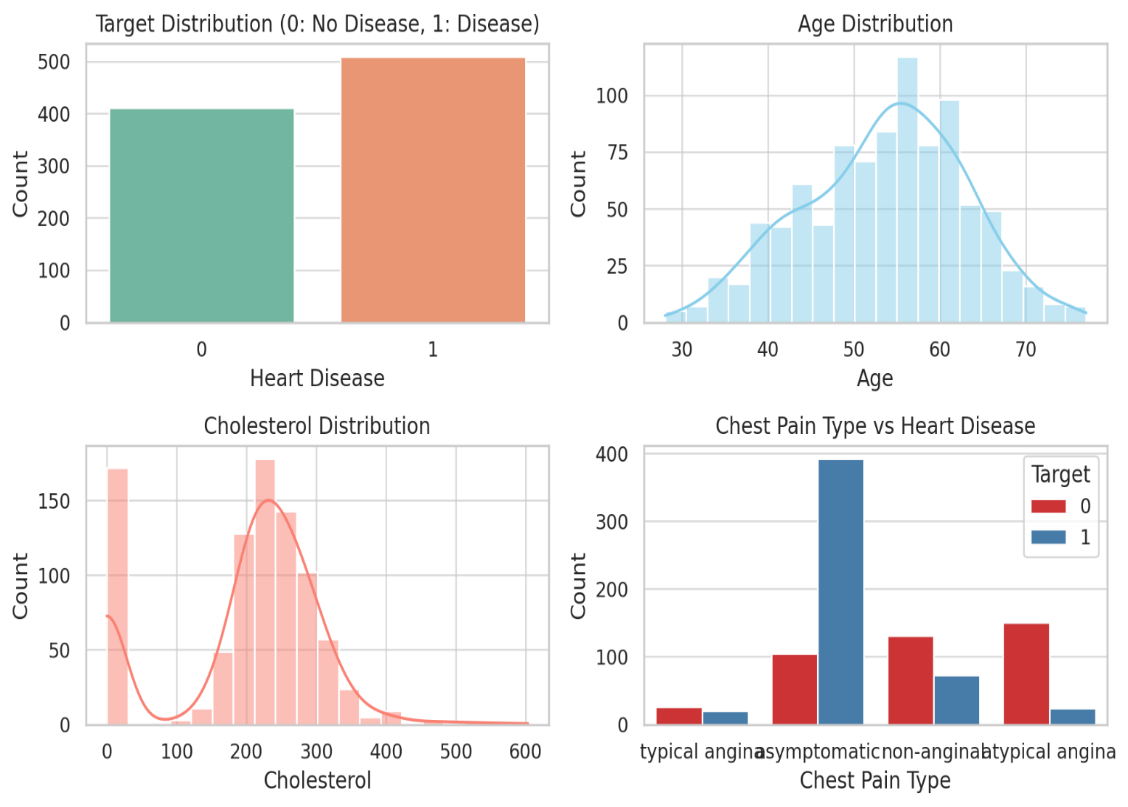 Target Distribution (0: No Disease, 1: Disease)
500
400
300
200
100
0
Count
0 1
Heart Disease
Age Distribution
100
75
50
25
0
Count
30 40 50 60 70
Age
Cholesterol Distribution
150
100
50
0
Count
0 100 200 300 400 500 600
Cholesterol
Chest Pain Type vs Heart Disease
400
300
200
100
0
Count
Target
0
1
typical angina asymptomatic non-anginal atypical angina
Chest Pain Type